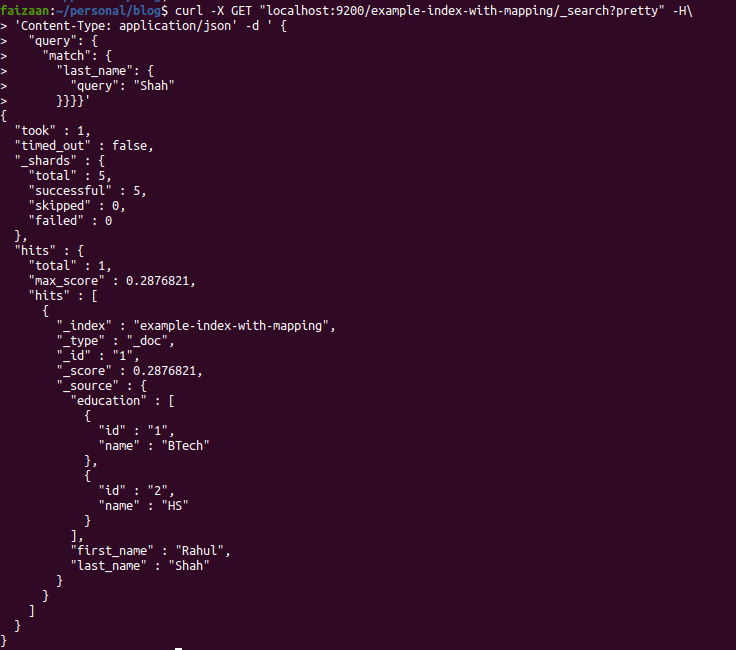 faizaan:~/personal/blog$ curl -X GET "localhost:9200/example-index-with-mapping/_search?pretty" -H\
> 'Content-Type: application/json' -d ' {
>   "query": {
>      "match": {
>       "last_name": {
>         "query": "Shah"
>       }}}}'
{
  "took" : 1,
  "timed_out" : false,
  "_shards" : {
    "total" : 5,
    "successful" : 5,
    "skipped" : 0,
    "failed" : 0
  },
  "hits" : {
    "total" : 1,
    "max_score" : 0.2876821,
    "hits" : [
      {
        "_index" : "example-index-with-mapping",
        "_type" : "_doc",
        "_id" : "1",
        "_score" : 0.2876821,
        "_source" : {
          "education" : [
            {
              "id" : "1",
              "name" : "BTech"
            },
            {
              "id" : "2",
              "name" : "HS"
            }
          ],
          "first_name" : "Rahul",
          "last_name" : "Shah"
        }
      }
    ]
  }
}